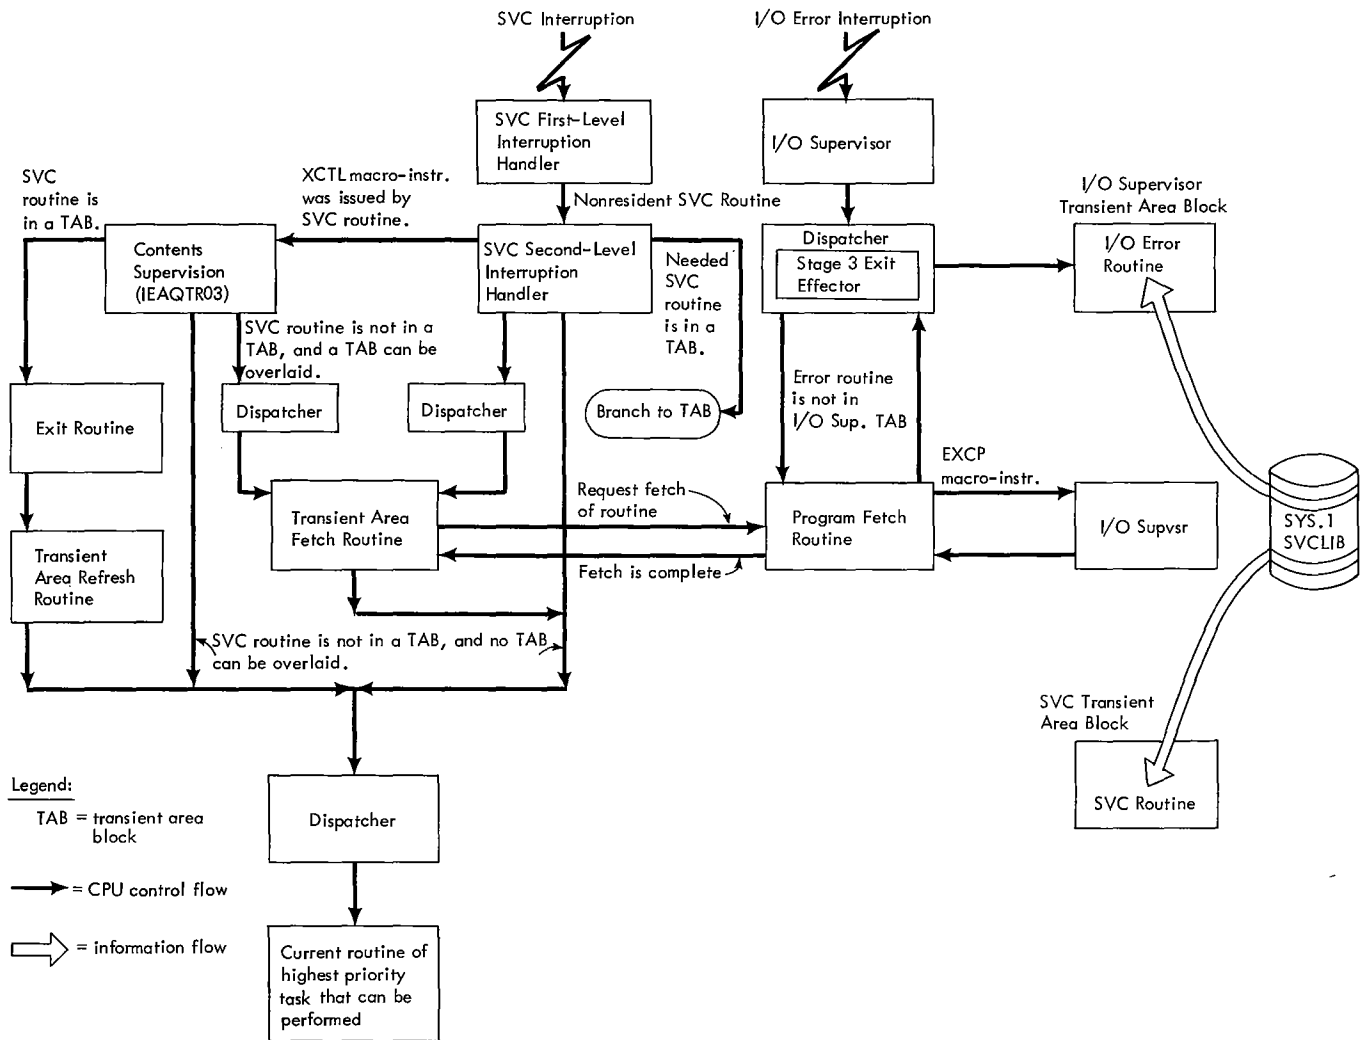 SVC Interruption
I/O Error Interruption
SVC First-Level
Interruption
Handler
I/O Supervisor
SVC
routine is
in a TAB.
XCTL macro-instr.
was issued by
SVC routine.
Nonresident SVC Routine
I/O Supervisor
Transient Area Block
Contents
Supervision
(IEAQTR03)
SVC Second-Level
Interruption
Handler
Needed
SVC
routine
is in a
TAB.
Dispatcher
Stage 3 Exit
Effector
I/O Error
Routine
SVC routine is not in a
TAB, and a TAB can be
overlaid.
Exit Routine
Dispatcher
Dispatcher
Branch to TAB
Error routine
is not in
I/O Sup. TAB
EXCP
macro-instr.
Transient Area
Fetch Routine
Request fetch
of routine
Fetch is complete
Program Fetch
Routine
I/O Supvsr
SYS.1
SVCLIB
Transient
Area Refresh
Routine
SVC routine is not in a TAB, and no TAB
can be overlaid.
SVC Transient
Area Block
SVC Routine
Legend:
TAB = transient area
block
= CPU control flow
= information flow
Dispatcher
Current routine of
highest priority
task that can be
performed